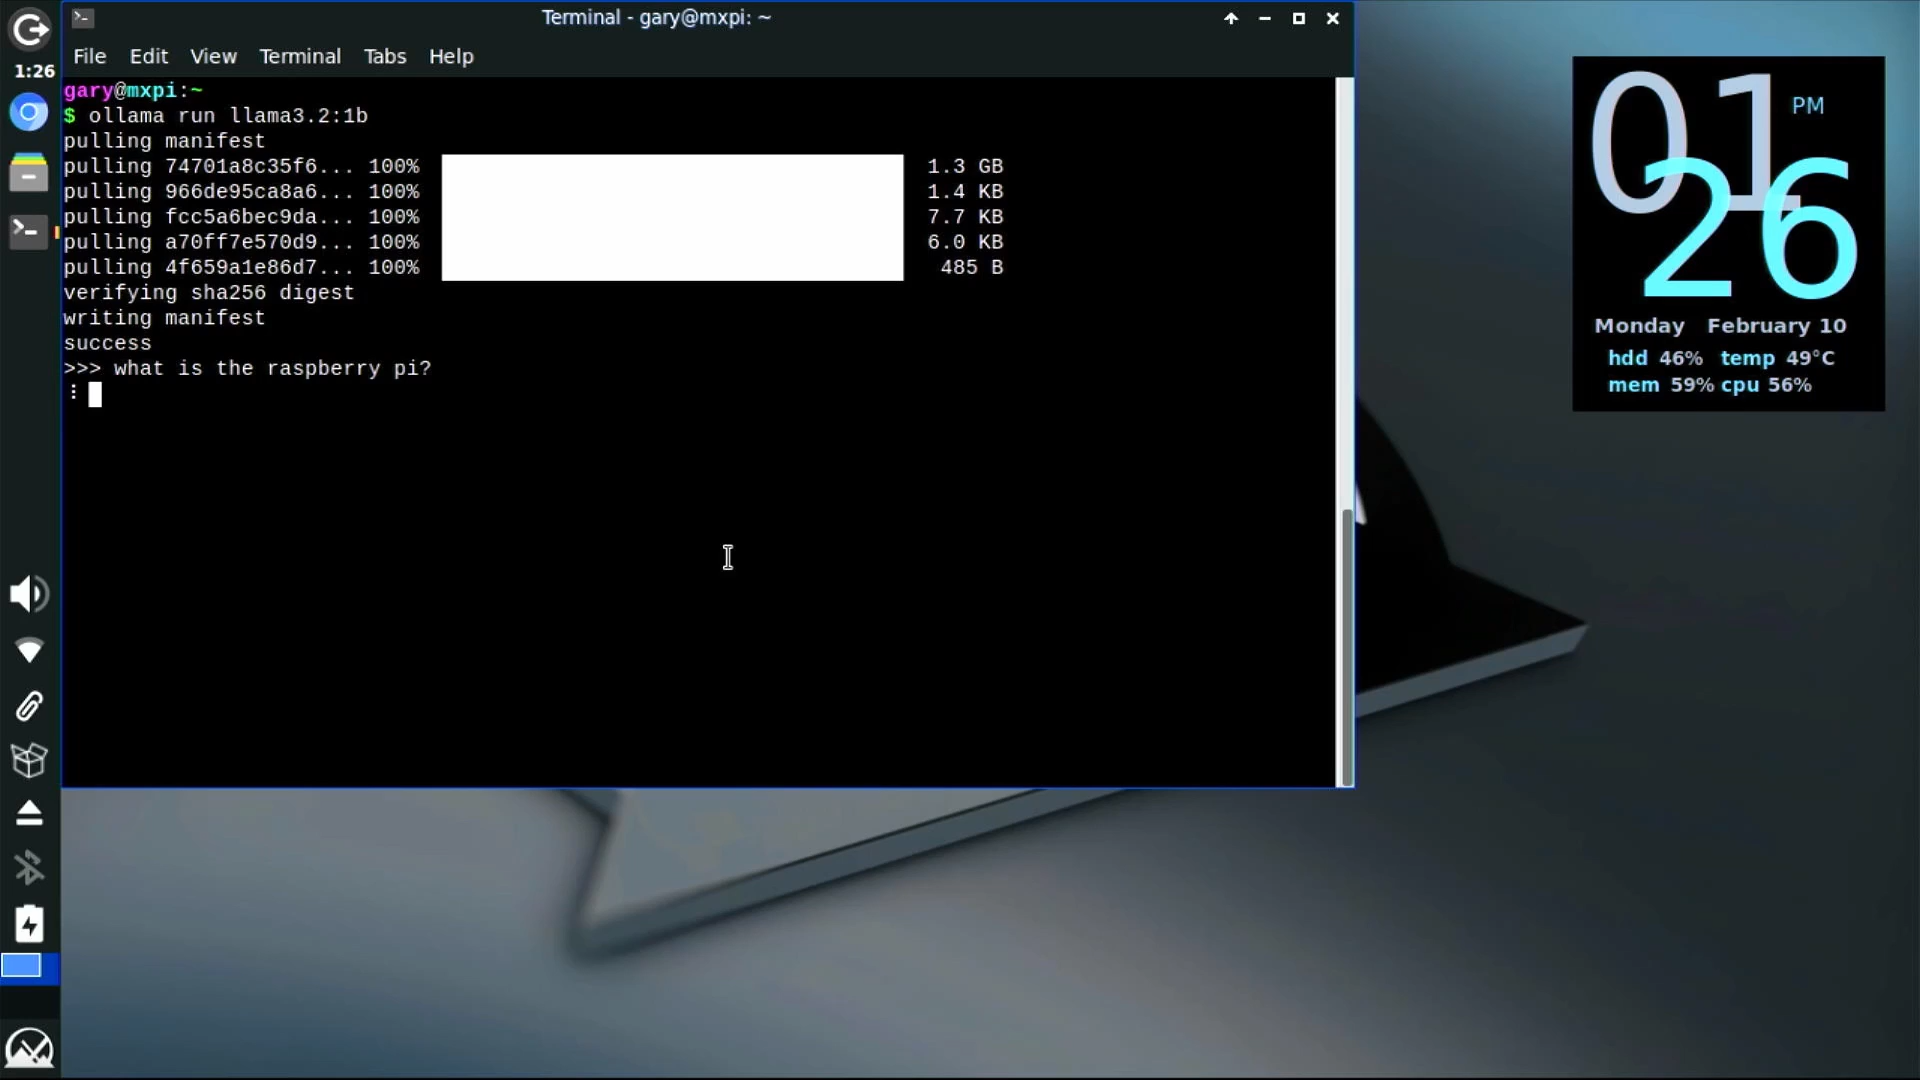 Terminal - gary@mxpi: ~
File Edit View Terminal Tabs Help
1:26
gary@mxpi:~
$ ollama run llama3.2:1b
pulling manifest
pulling 74701a8c35f6... 100% 1.3 GB
pulling 966de95ca8a6... 100% 1.4 KB
pulling fcc5a6bec9da... 100% 7.7 KB
pulling a70ff7e570d9... 100% 6.0 KB
pulling 4f659a1e86d7... 100% 485 B
verifying sha256 digest
writing manifest
success
>>> what is the raspberry pi?
01 PM
26
Monday February 10
hdd 46% temp 49°C
mem 59% cpu 56%